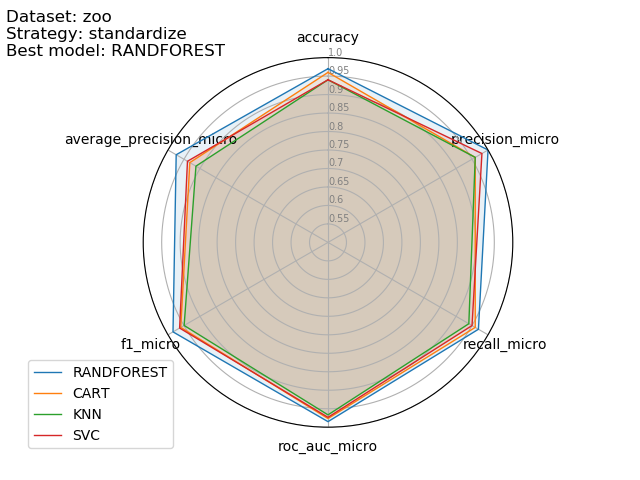 Dataset: zoo
Strategy: standardize
Best model: RANDFOREST
accuracy
1.0
0.95
0.9
0.85
0.8
0.75
0.7
0.65
0.6
0.55
average_precision_micro
precision_micro
f1_micro
recall_micro
roc_auc_micro
RANDFOREST
CART
KNN
SVC